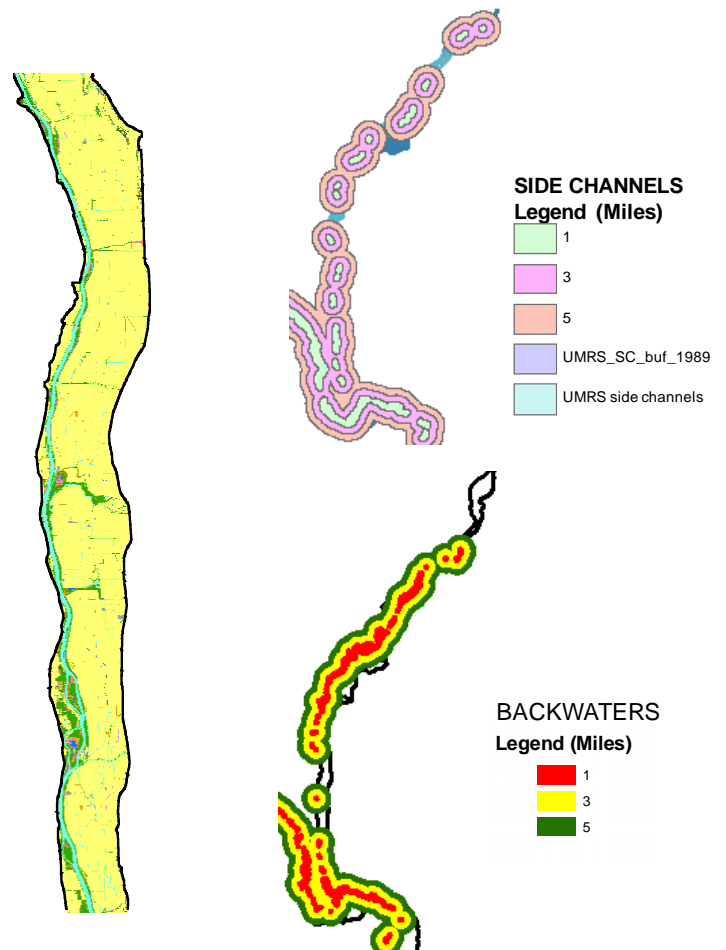 SIDE CHANNELS
Legend (Miles)
1
3
5
UMRS_SC_buf_1989
UMRS side channels
BACKWATERS
Legend (Miles)
1
3
5